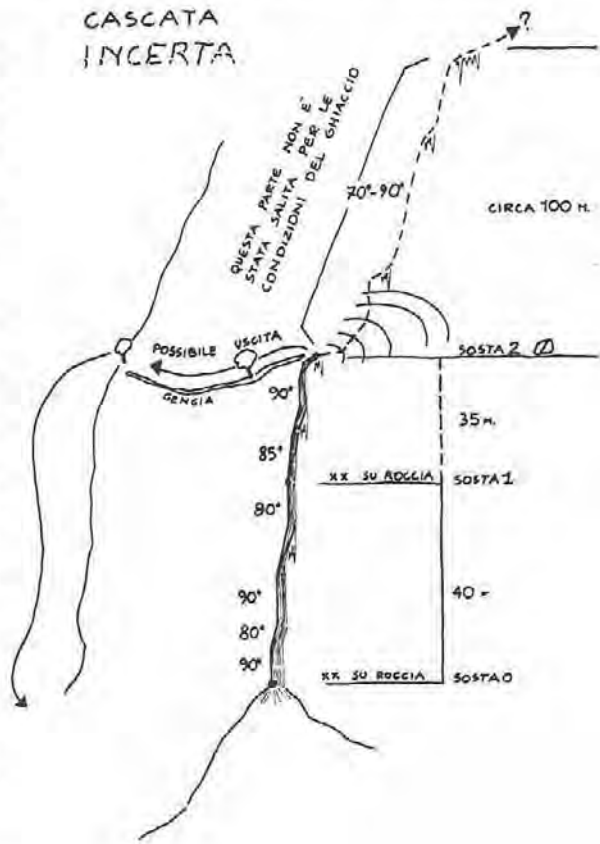 CASCATA
INCERTA
?
QUESTA PARTE NON E'
STATA SALITA PER LE
CONDIZIONI DEL GHIACCIO
70°-90°
CIRCA 100 M.
POSSIBILE USCITA
CENGIA
SOSTA 2
90°
35 M.
85°
XX SU ROCCIA SOSTA 1
80°
90°
40 =
80°
90°
XX SU ROCCIA SOSTA 0